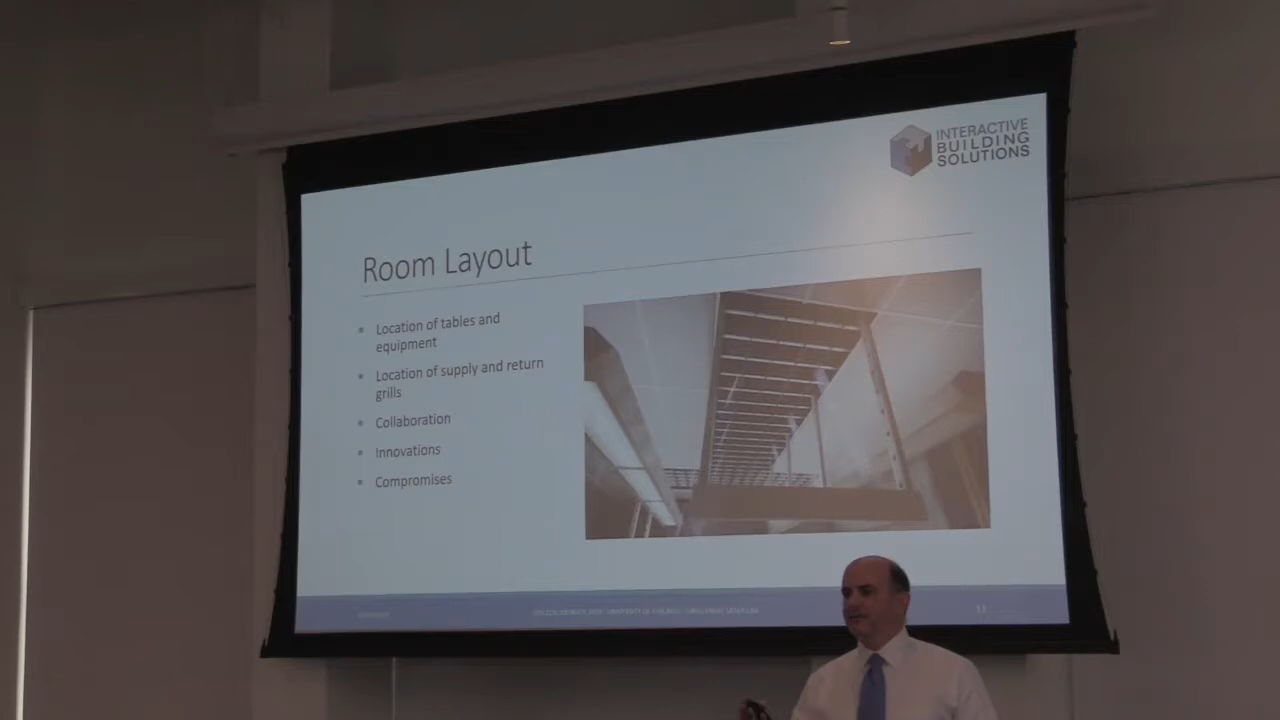 INTERACTIVE
BUILDING
SOLUTIONS
Room Layout
Location of tables and
equipment
Location of supply and return
grills
Collaboration
Innovations
Compromises